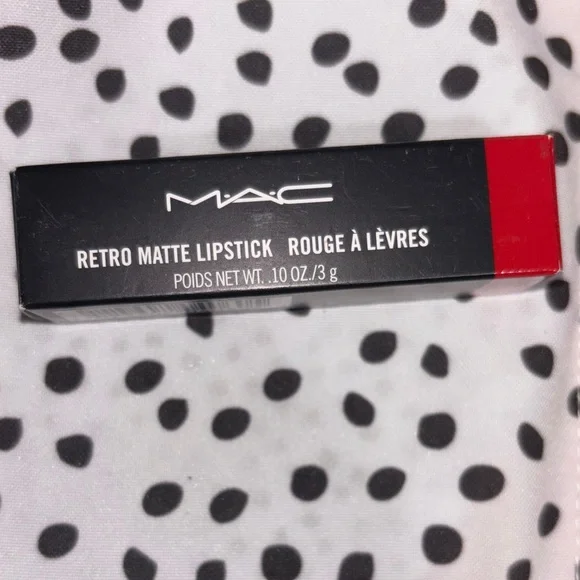 M·A·C
RETRO MATTE LIPSTICK ROUGE À LÈVRES
POIDS NET WT. .10 OZ./3 g